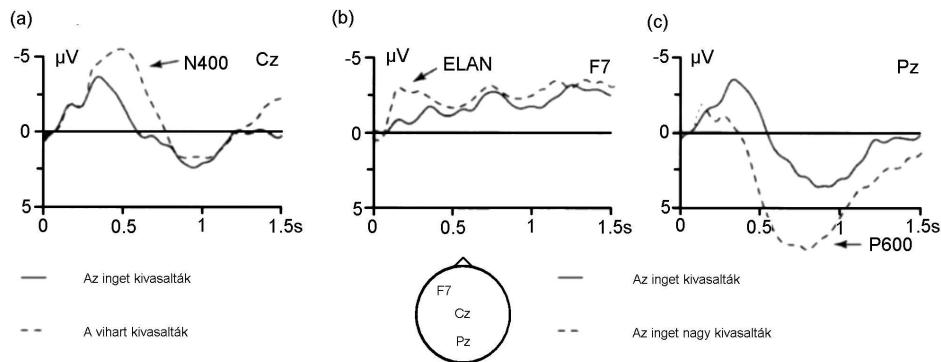 (a)
-5
µV
N400
Cz
0
5
0
0.5
1
1.5s
(b)
-5
µV
ELAN
F7
0
5
0
0.5
1
1.5s
(c)
-5
µV
Pz
0
5
0
0.5
1
1.5s
P600
Az inget kivasalták
A vihart kivasalták
F7
Cz
Pz
Az inget kivasalták
Az inget nagy kivasalták